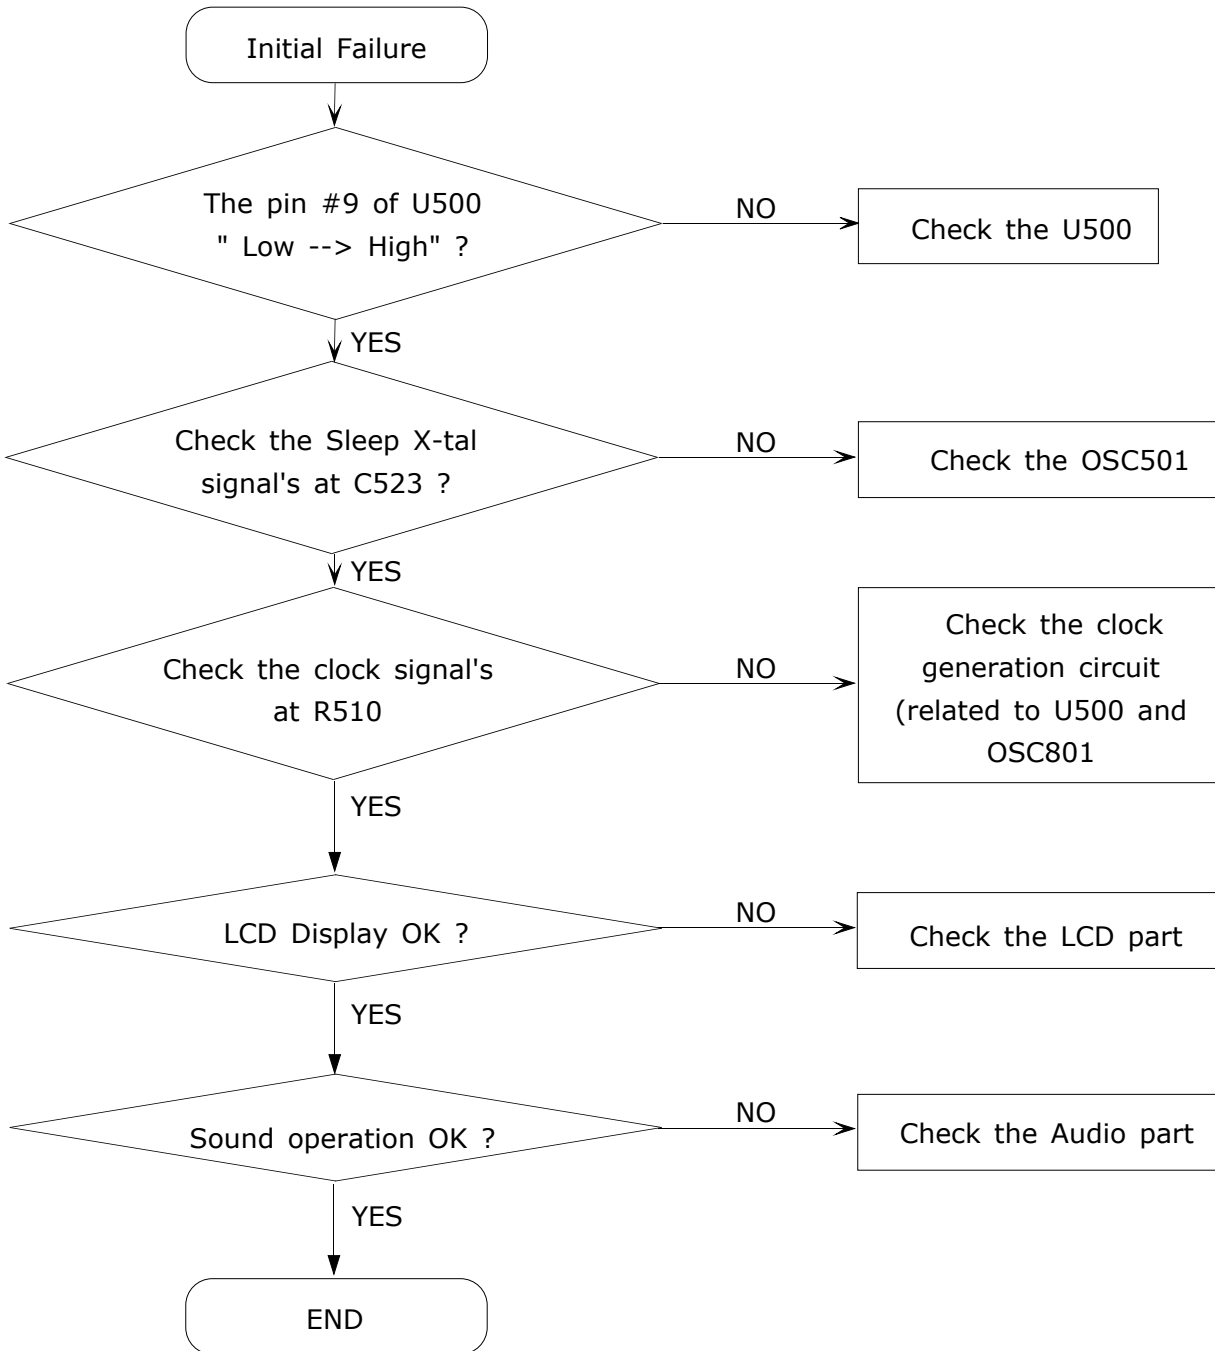 Initial Failure
The pin #9 of U500
" Low --> High" ?
NO
Check the U500
YES
Check the Sleep X-tal
signal's at C523 ?
NO
Check the OSC501
YES
Check the clock signal's
at R510
NO
Check the clock
generation circuit
(related to U500 and
OSC801
YES
LCD Display OK ?
NO
Check the LCD part
YES
Sound operation OK ?
NO
Check the Audio part
YES
END